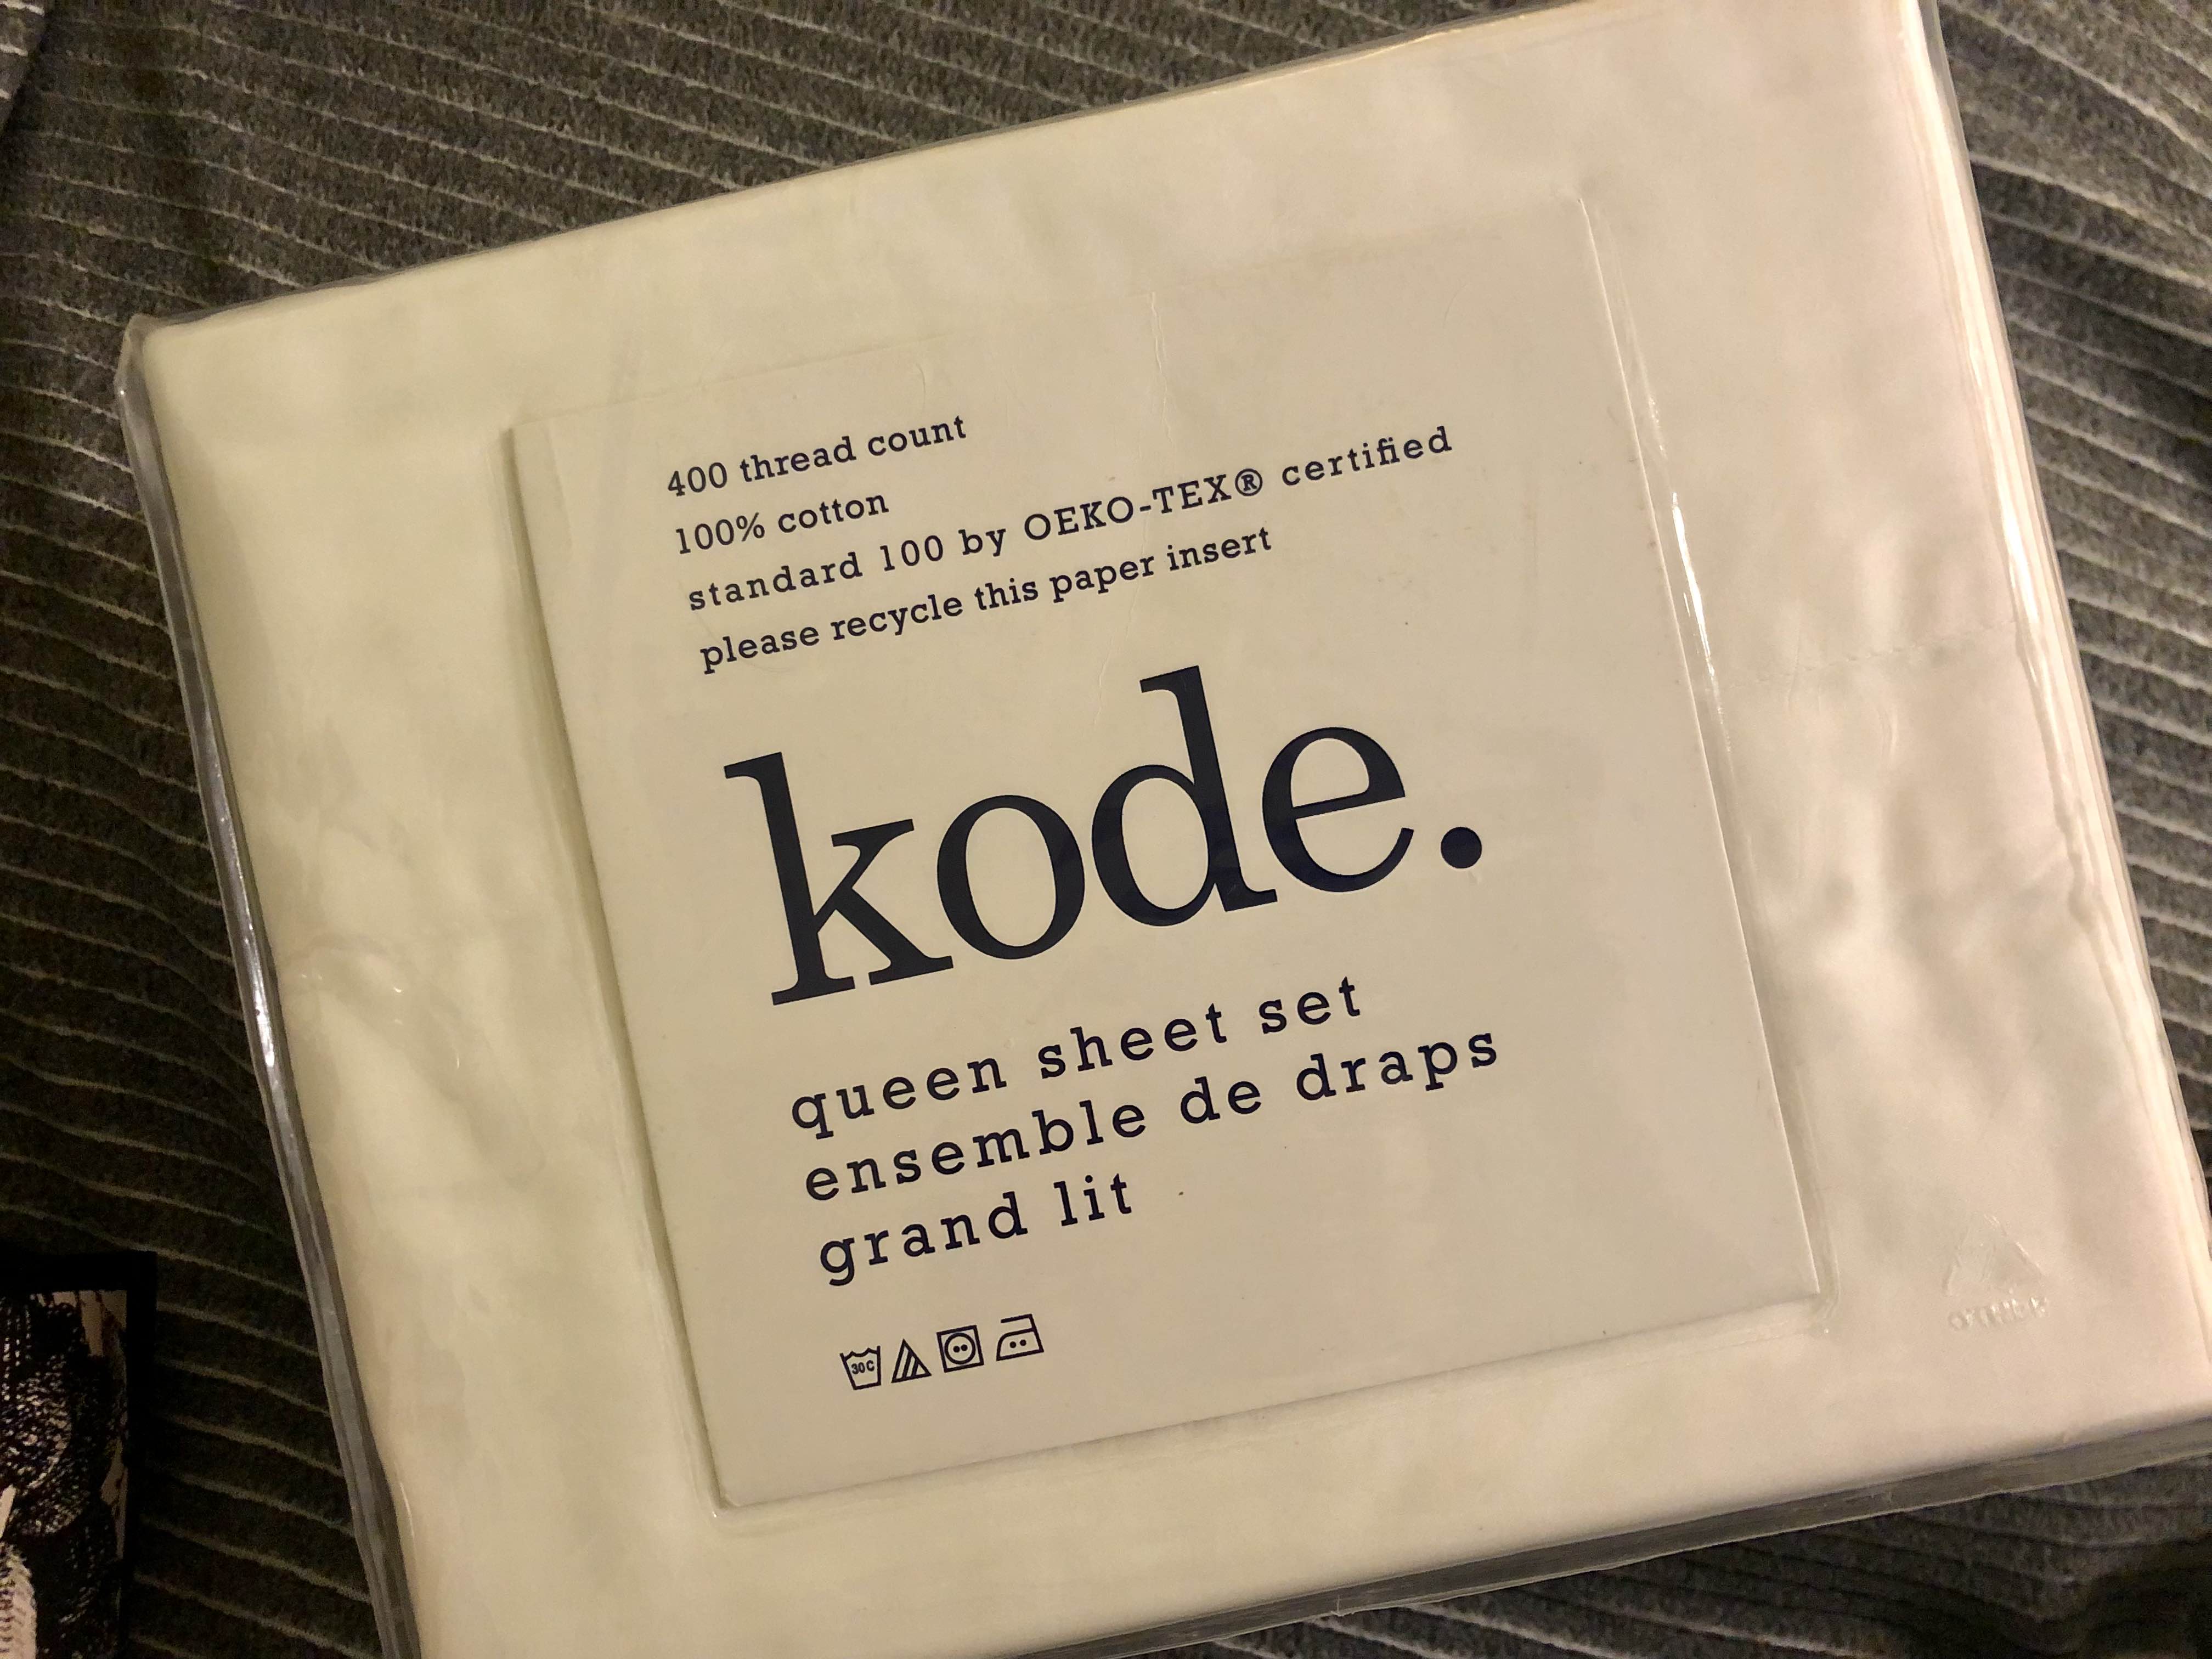 400 thread count
100% cotton
standard 100 by OEKO-TEX® certified
please recycle this paper insert
kode.
queen sheet set
ensemble de draps
grand lit
30C